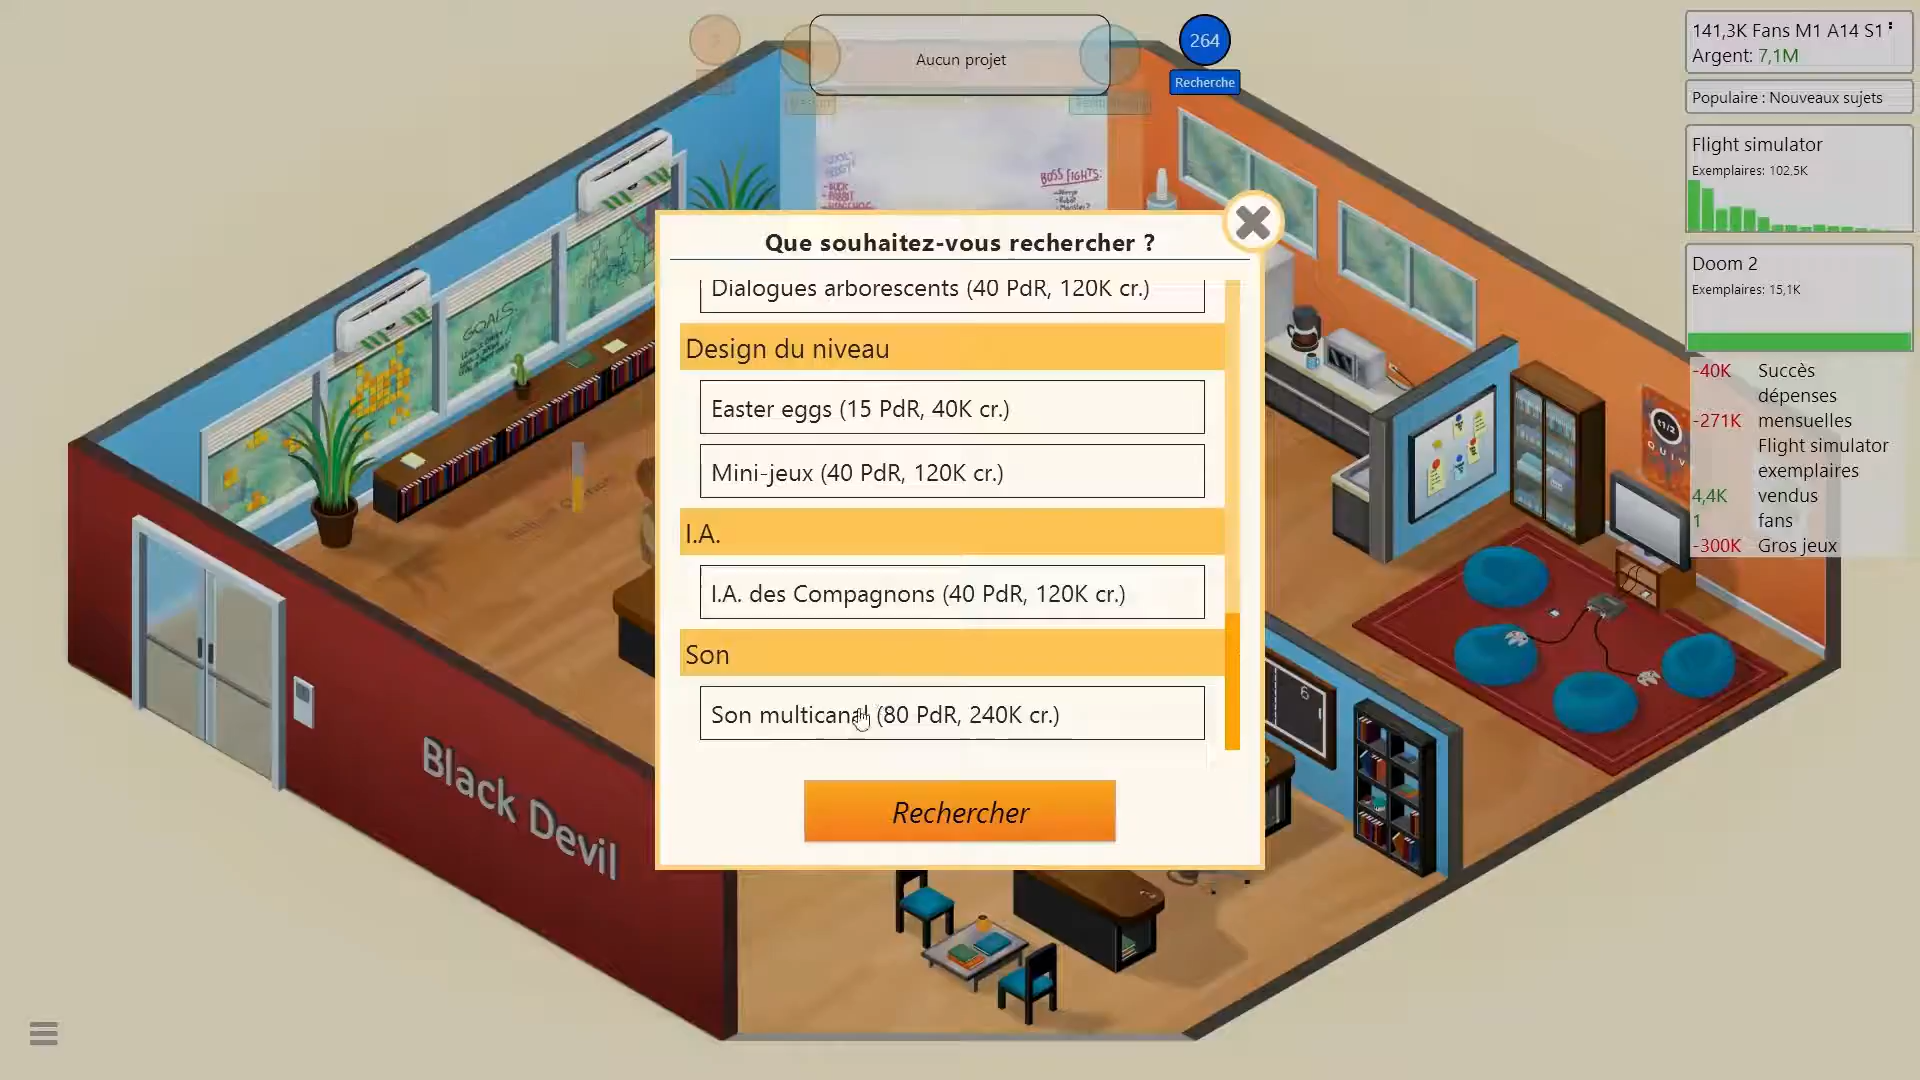 Aucun projet
264
Recherche
141,3K Fans M1 A14 S1
Argent: 7,1M
Populaire : Nouveaux sujets
Flight simulator
Exemplaires: 102,5K
Doom 2
Exemplaires: 15,1K
-40K Succès
dépenses
-271K mensuelles
Flight simulator
exemplaires
4,4K vendus
1 fans
-300K Gros jeux
BOSS FIGHTS:
GOALS.
Que souhaitez-vous rechercher ?
Dialogues arborescents (40 PdR, 120K cr.)
Design du niveau
Easter eggs (15 PdR, 40K cr.)
Mini-jeux (40 PdR, 120K cr.)
I.A.
I.A. des Compagnons (40 PdR, 120K cr.)
Son
Son multicanal (80 PdR, 240K cr.)
Rechercher
Black Devil
6